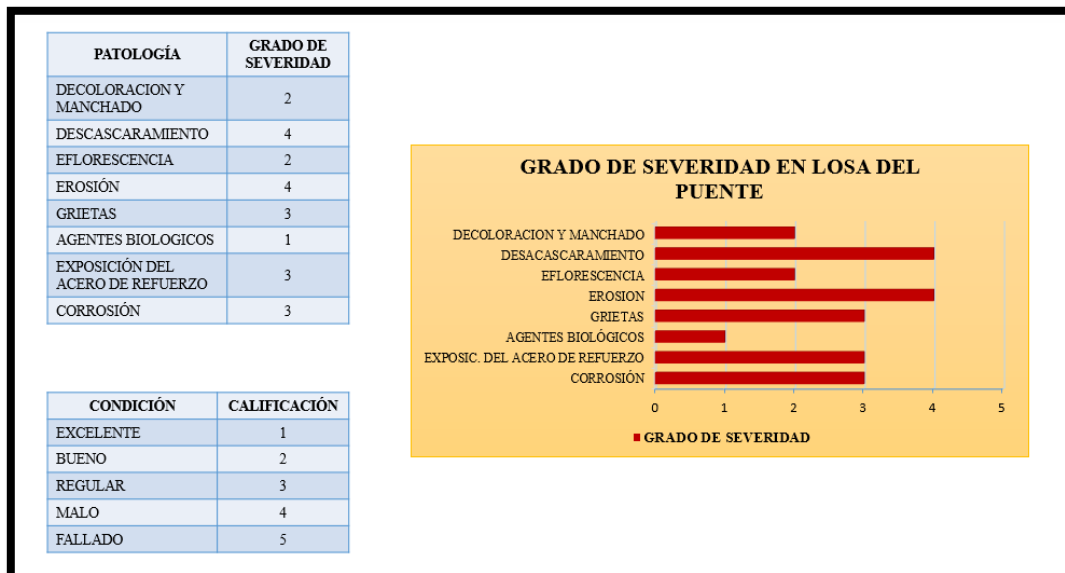 PATOLOGÍA GRADO DE SEVERIDAD
DECOLORACION Y MANCHADO 2
DESCASCARAMIENTO 4
EFLORESCENCIA 2
EROSIÓN 4
GRIETAS 3
AGENTES BIOLOGICOS 1
EXPOSICIÓN DEL ACERO DE REFUERZO 3
CORROSIÓN 3
CONDICIÓN CALIFICACIÓN
EXCELENTE 1
BUENO 2
REGULAR 3
MALO 4
FALLADO 5
GRADO DE SEVERIDAD EN LOSA DEL
PUENTE
DECOLORACION Y MANCHADO
DESACASCARAMIENTO
EFLORESCENCIA
EROSION
GRIETAS
AGENTES BIOLÓGICOS
EXPOSIC. DEL ACERO DE REFUERZO
CORROSIÓN
0 1 2 3 4 5
GRADO DE SEVERIDAD